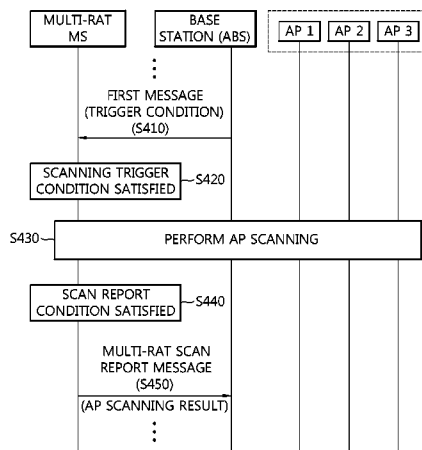 MULTI-RAT
MS
BASE
STATION (ABS)
AP 1
AP 2
AP 3
FIRST MESSAGE
(TRIGGER CONDITION)
(S410)
SCANNING TRIGGER
CONDITION SATISFIED
S420
S430
PERFORM AP SCANNING
SCAN REPORT
CONDITION SATISFIED
S440
MULTI-RAT SCAN
REPORT MESSAGE
(S450)
(AP SCANNING RESULT)